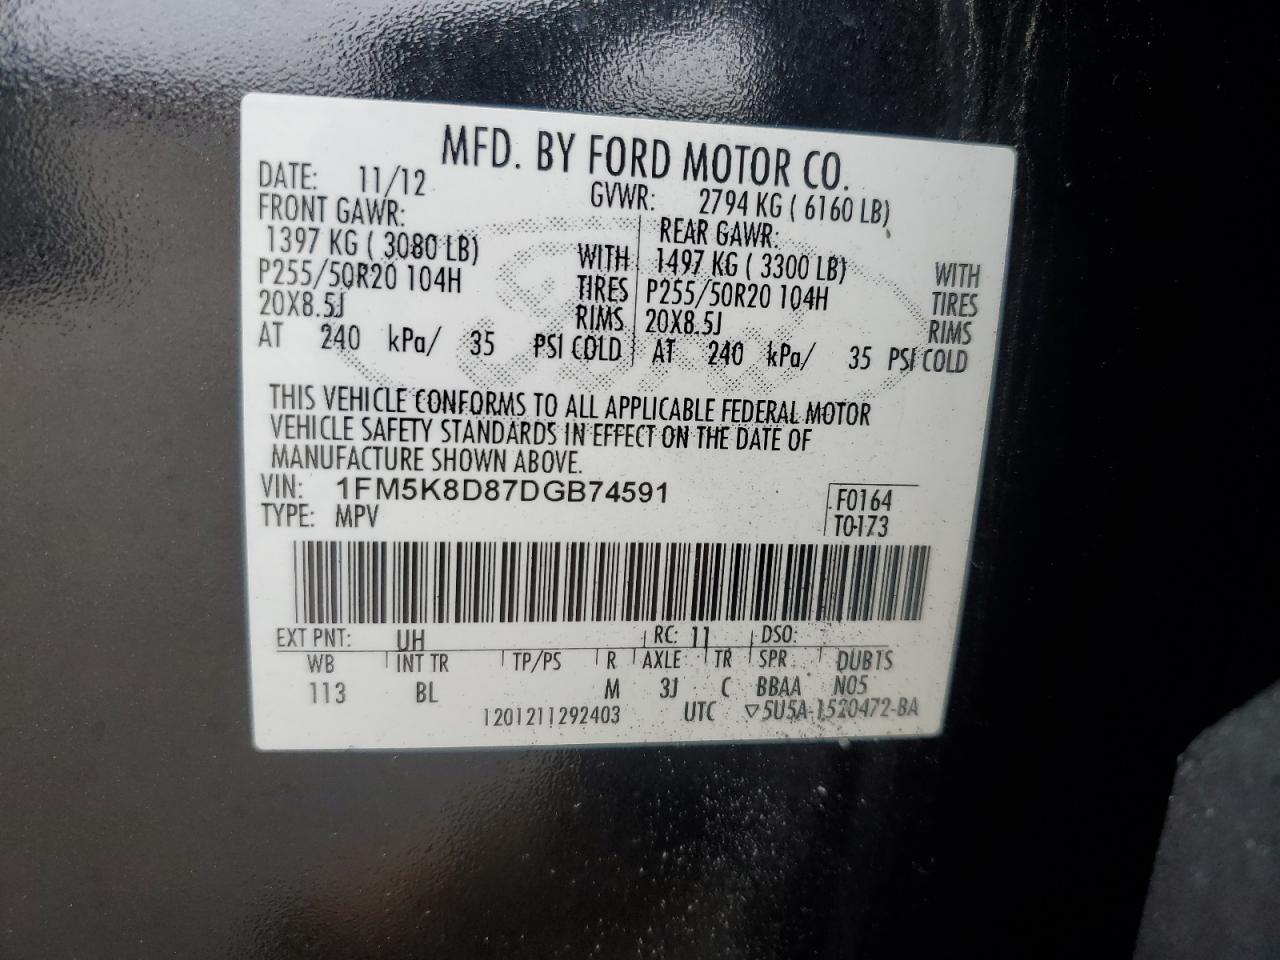 MFD. BY FORD MOTOR CO.
DATE: 11/12 GVWR: 2794 KG ( 6160 LB)
FRONT GAWR: REAR GAWR:
1397 KG ( 3080 LB) WITH 1497 KG ( 3300 LB) WITH
P255/50R20 104H TIRES P255/50R20 104H TIRES
20X8.5J RIMS 20X8.5J RIMS
AT 240 kPa/ 35 PSI COLD AT 240 kPa/ 35 PSI COLD
THIS VEHICLE CONFORMS TO ALL APPLICABLE FEDERAL MOTOR
VEHICLE SAFETY STANDARDS IN EFFECT ON THE DATE OF
MANUFACTURE SHOWN ABOVE.
VIN: 1FM5K8D87DGB74591 F0164
TYPE: MPV T0173
EXT PNT: UH RC: 11 DSO:
WB INT TR TP/PS R AXLE TR SPR DUBTS
113 BL M 3J C BBAA N05
1201211292403 UTC ▽5U5A-1520472-BA